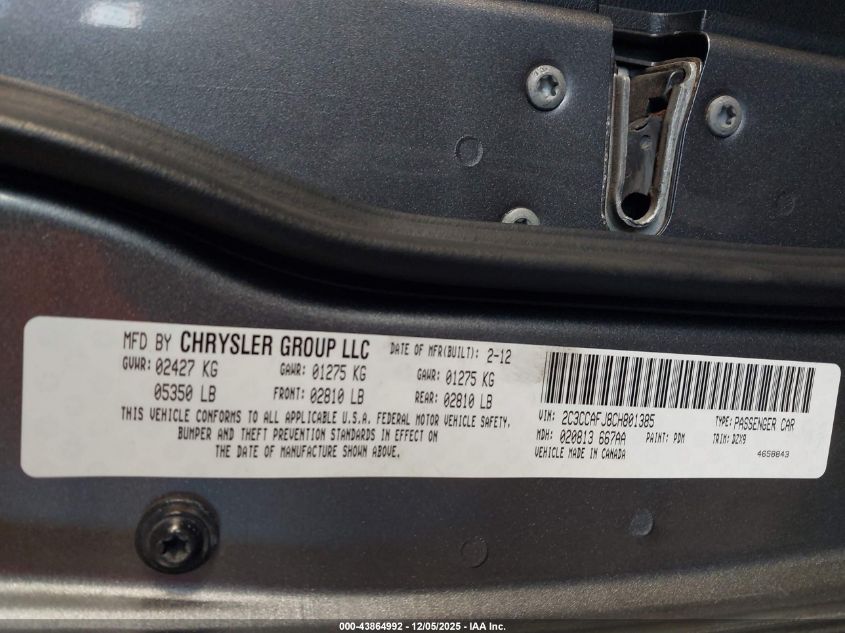 MFD BY CHRYSLER GROUP LLC DATE OF MFR(BUILT): 2-12
GVWR: 02427 KG GAWR: 01275 KG GAWR: 01275 KG
05350 LB FRONT: 02810 LB REAR: 02810 LB
THIS VEHICLE CONFORMS TO ALL APPLICABLE U.S.A. FEDERAL MOTOR VEHICLE SAFETY,
BUMPER AND THEFT PREVENTION STANDARDS IN EFFECT ON
THE DATE OF MANUFACTURE SHOWN ABOVE.
VIN: 2C3CCAFJ8CH801385 TYPE: PASSENGER CAR
MDH: 020813 667AA PAINT: PDM TRIM: DZX9
VEHICLE MADE IN CANADA 4658843
000-43864992 - 12/05/2025 - IAA Inc.